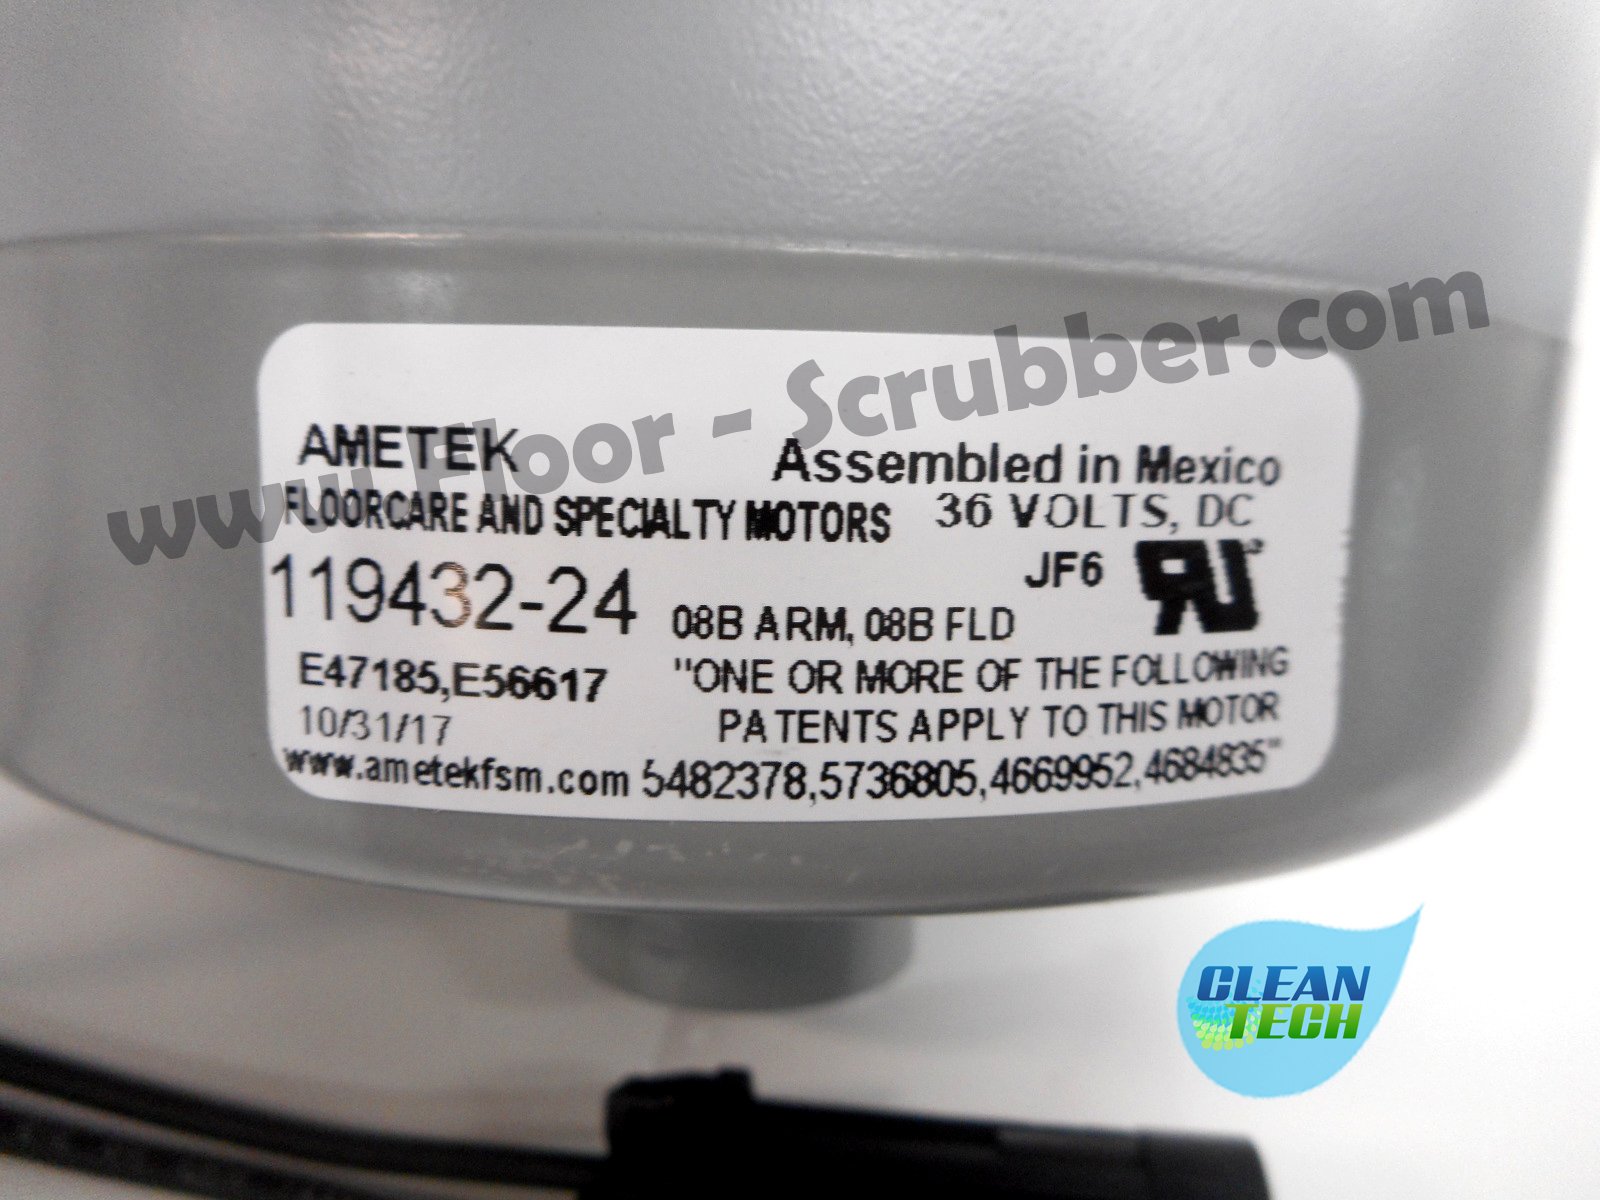 www.Floor - Scrubber.com
AMETEK
Assembled in Mexico
FLOORCARE AND SPECIALTY MOTORS
36 VOLTS, DC
119432-24
JF6
08B ARM, 08B FLD
E47185,E56617
"ONE OR MORE OF THE FOLLOWING
10/31/17
PATENTS APPLY TO THIS MOTOR
www.ametekfsm.com 5482378,5736805,4669952,4684835"
CLEAN
TECH